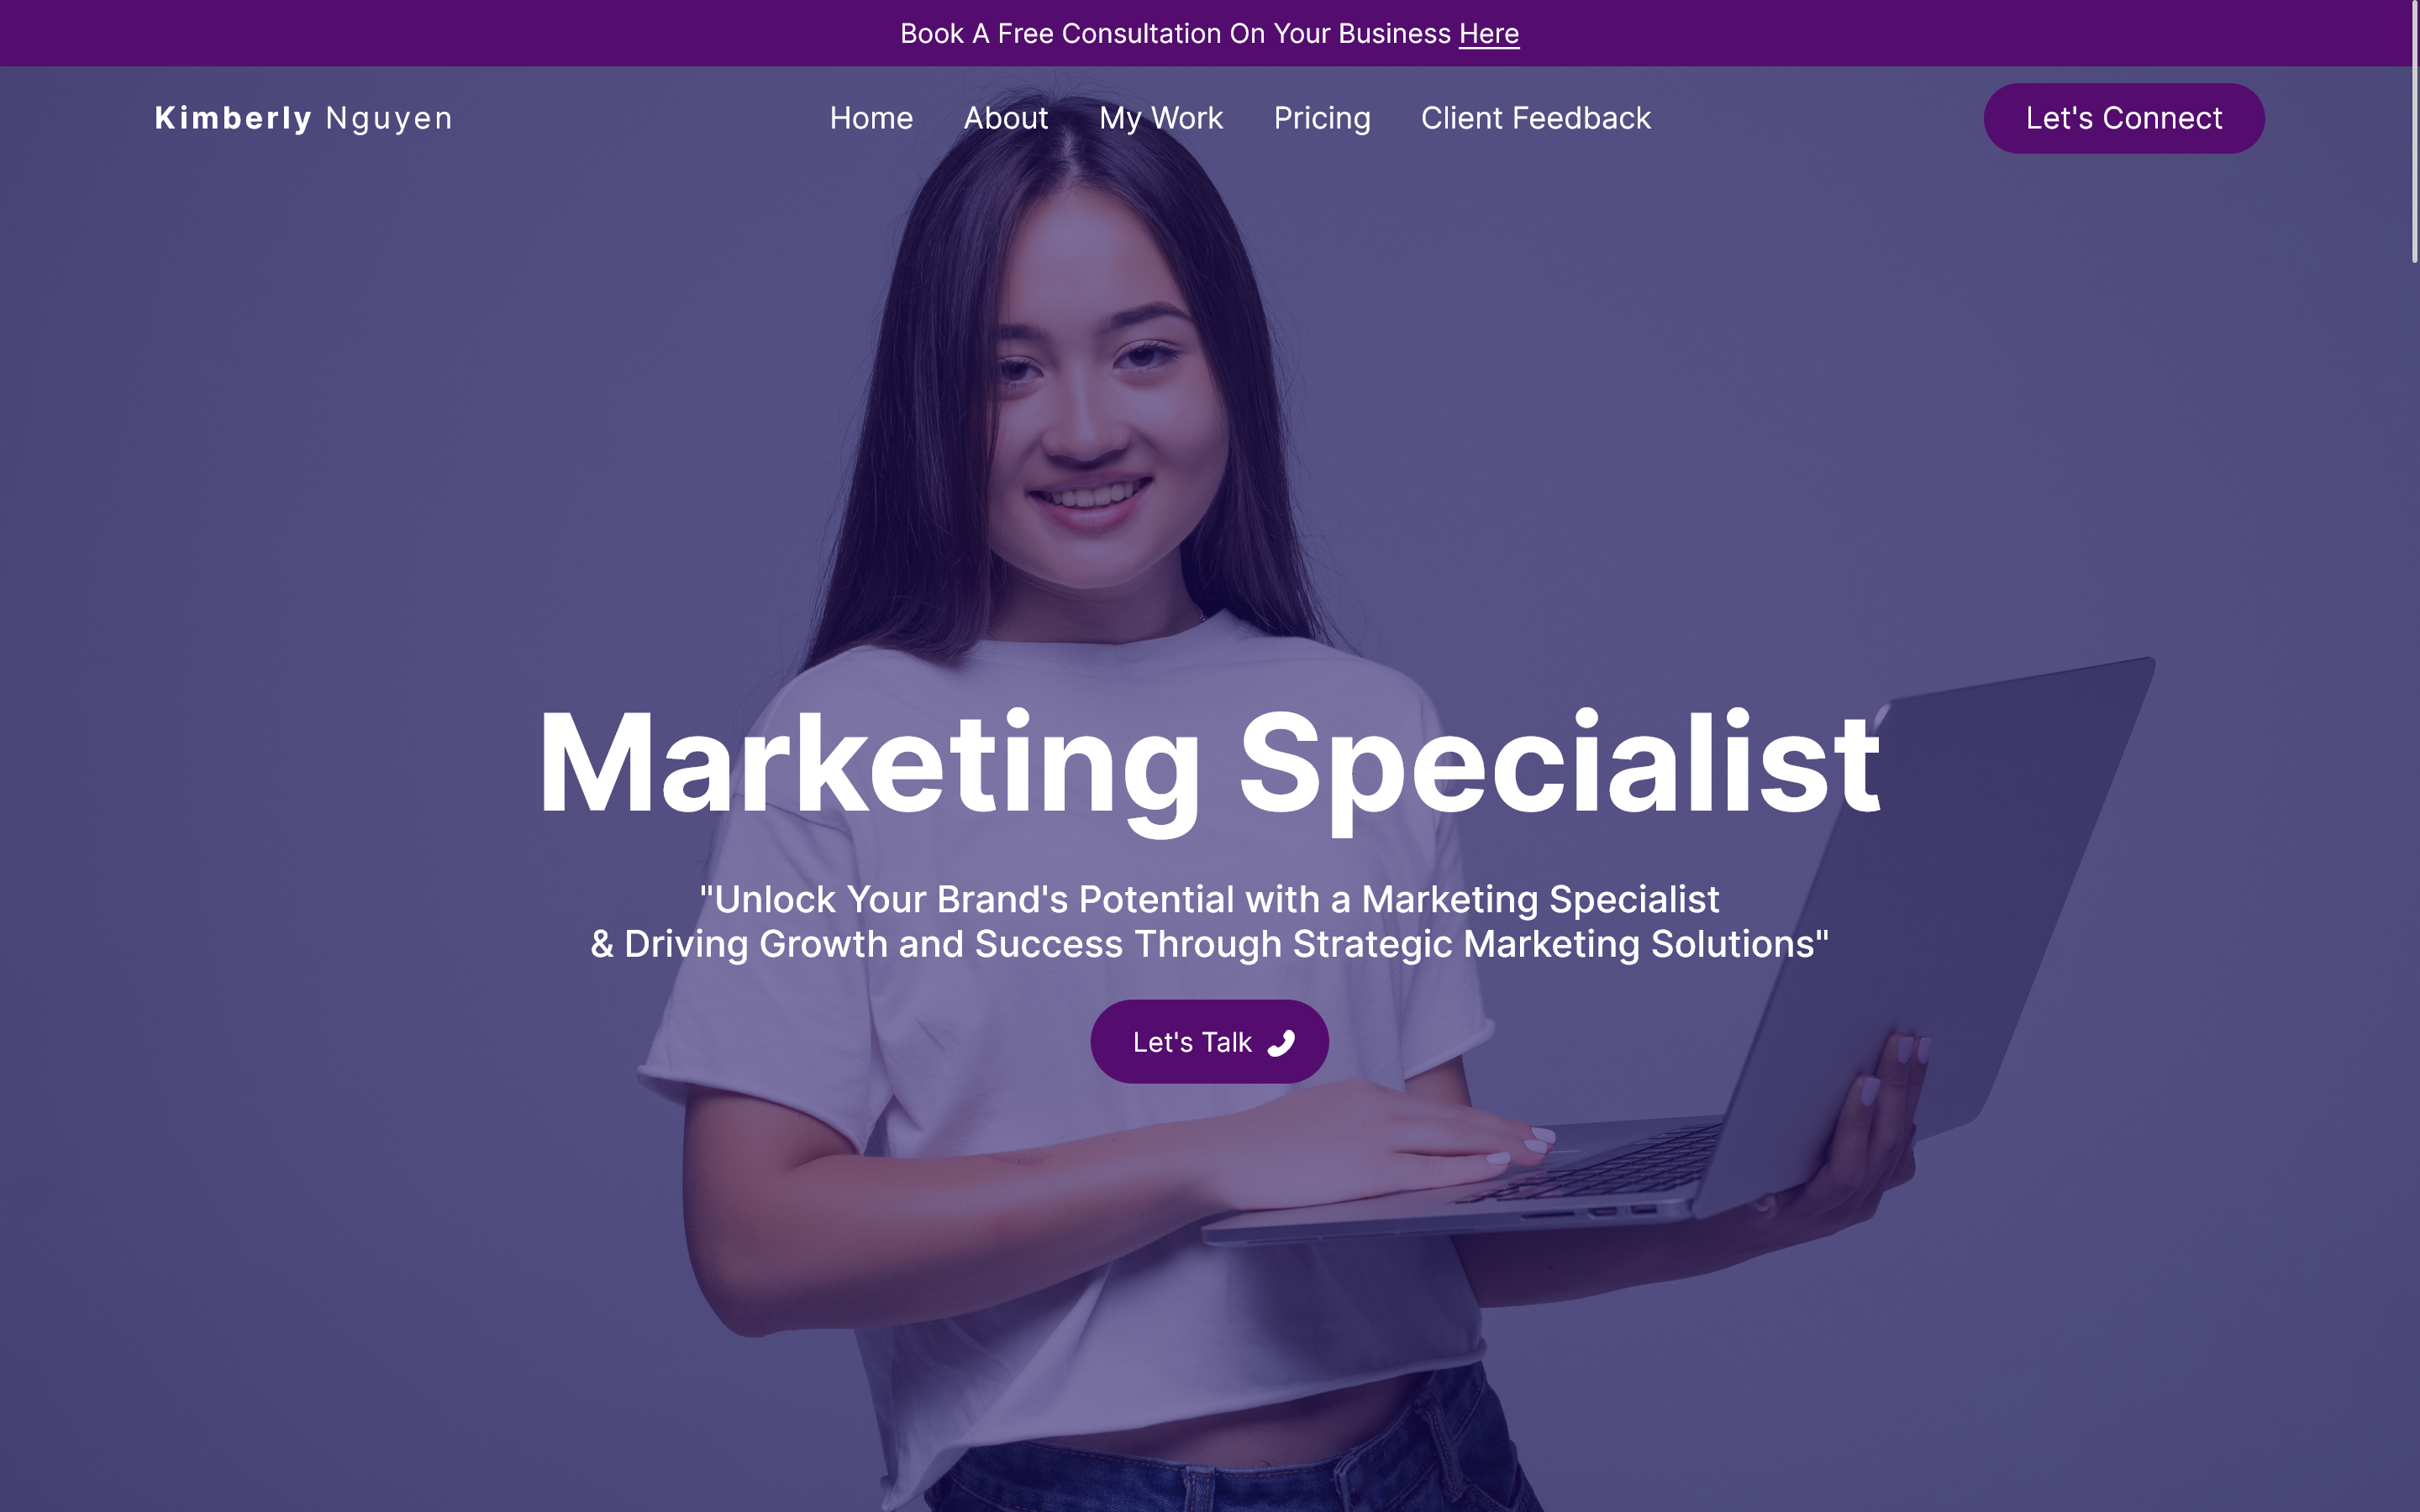 Book A Free Consultation On Your Business Here
Kimberly Nguyen
Home About My Work Pricing Client Feedback
Let's Connect
Marketing Specialist
"Unlock Your Brand's Potential with a Marketing Specialist
& Driving Growth and Success Through Strategic Marketing Solutions"
Let's Talk